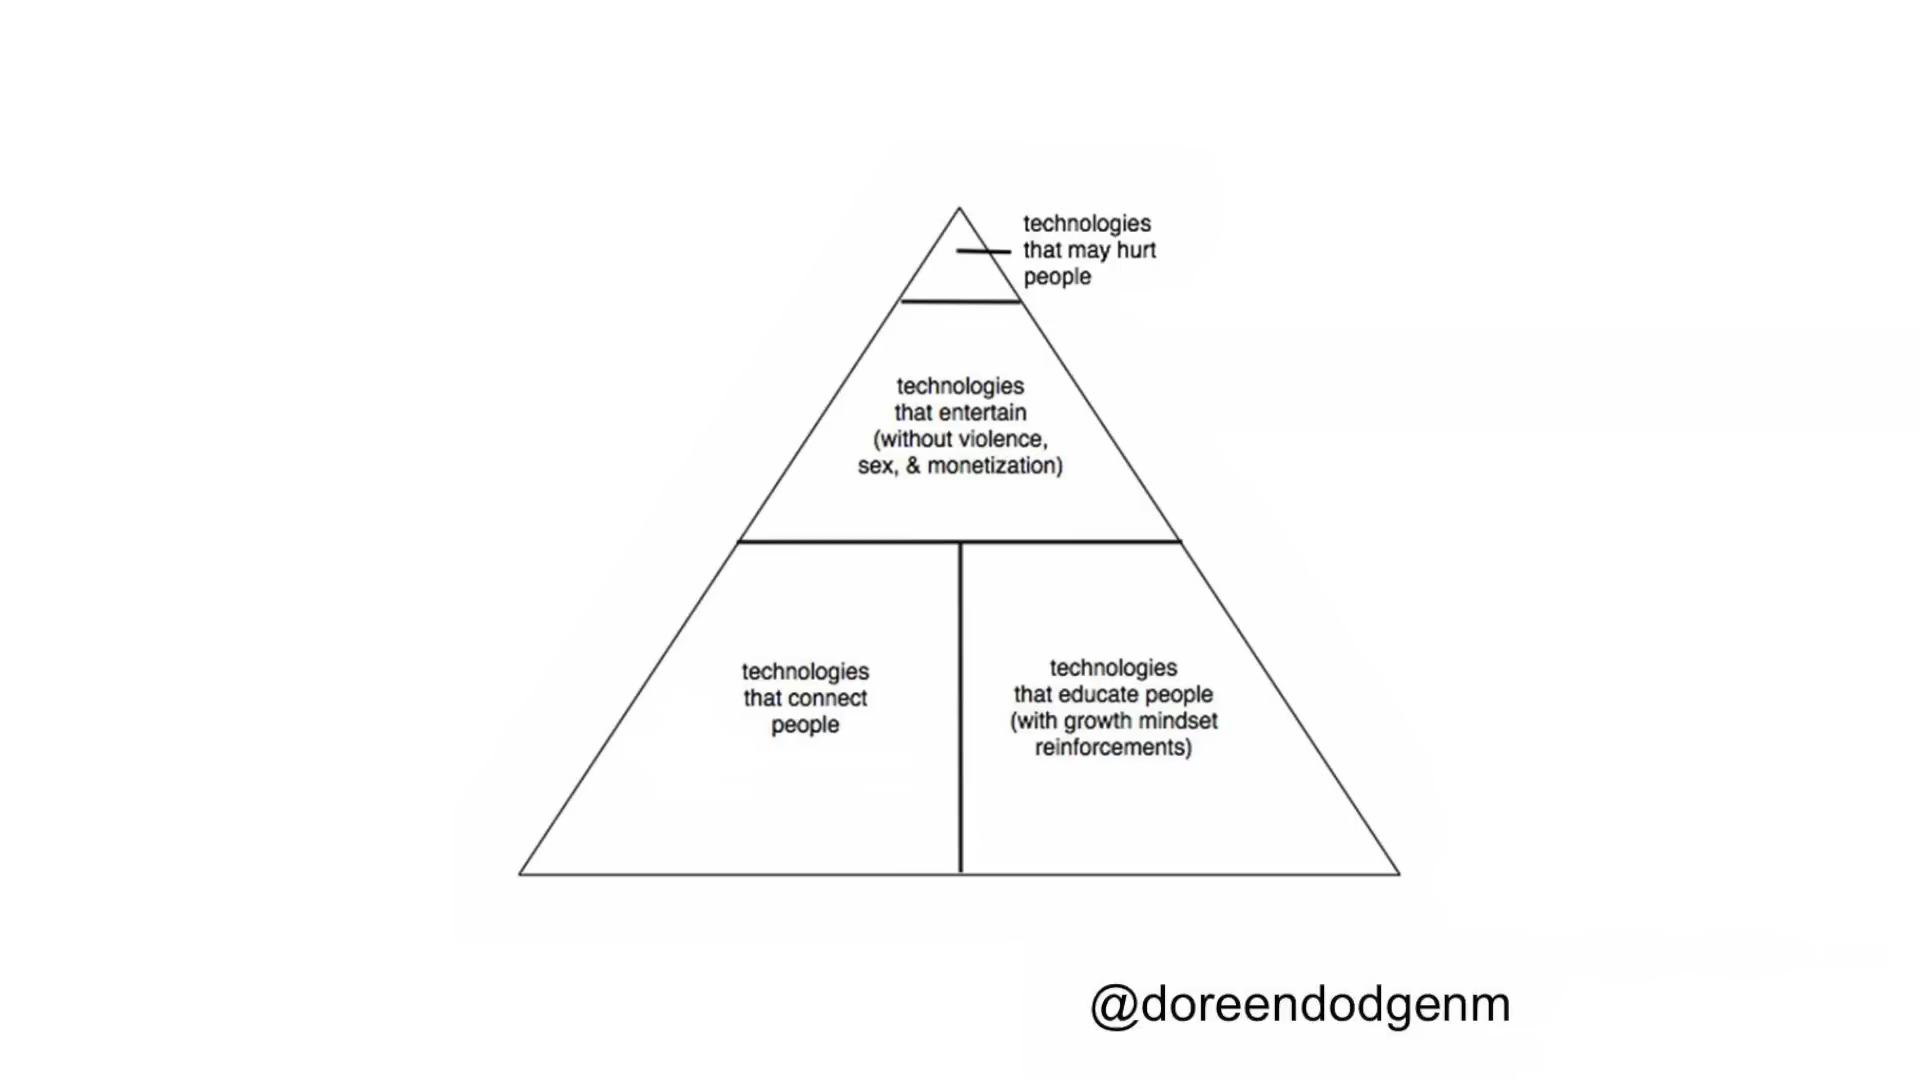 technologies
that may hurt
people
technologies
that entertain
(without violence,
sex, & monetization)
technologies
that connect
people
technologies
that educate people
(with growth mindset
reinforcements)
@doreendodgenm